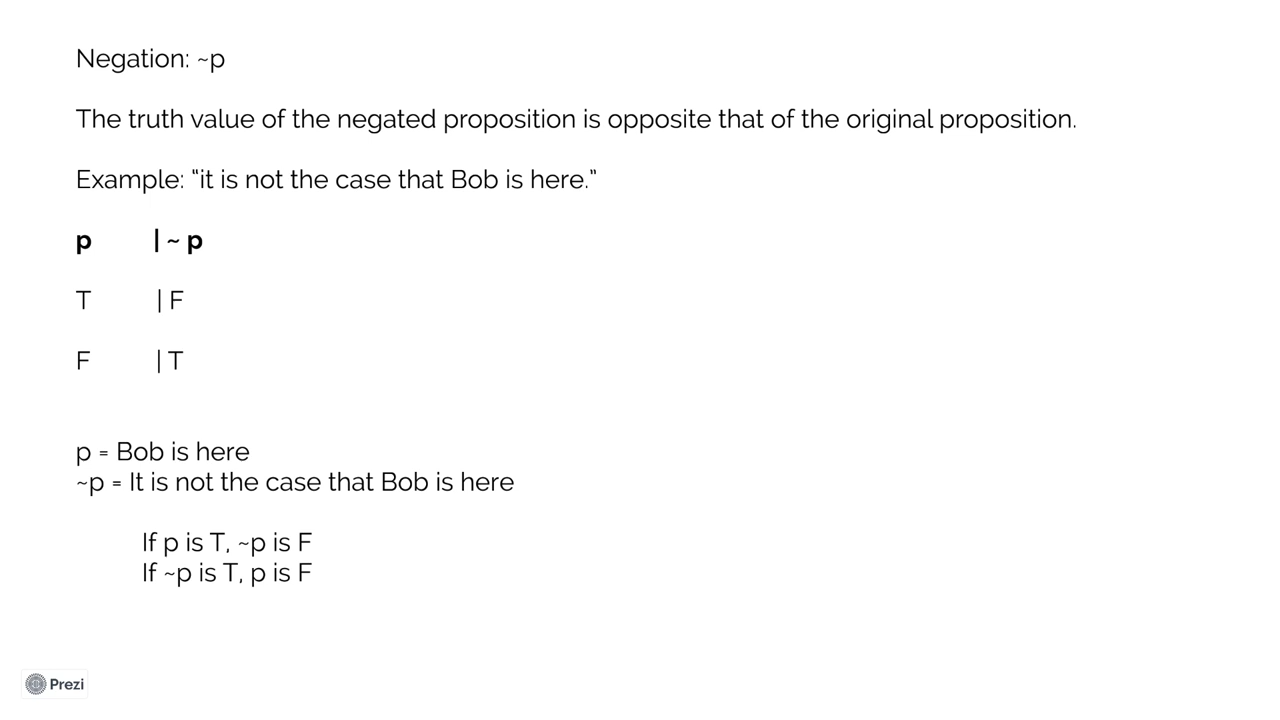 Negation: ~p
The truth value of the negated proposition is opposite that of the original proposition.
Example: “it is not the case that Bob is here.”
p | ~ p
T | F
F | T
p = Bob is here
~p = It is not the case that Bob is here
If p is T, ~p is F
If ~p is T, p is F
Prezi